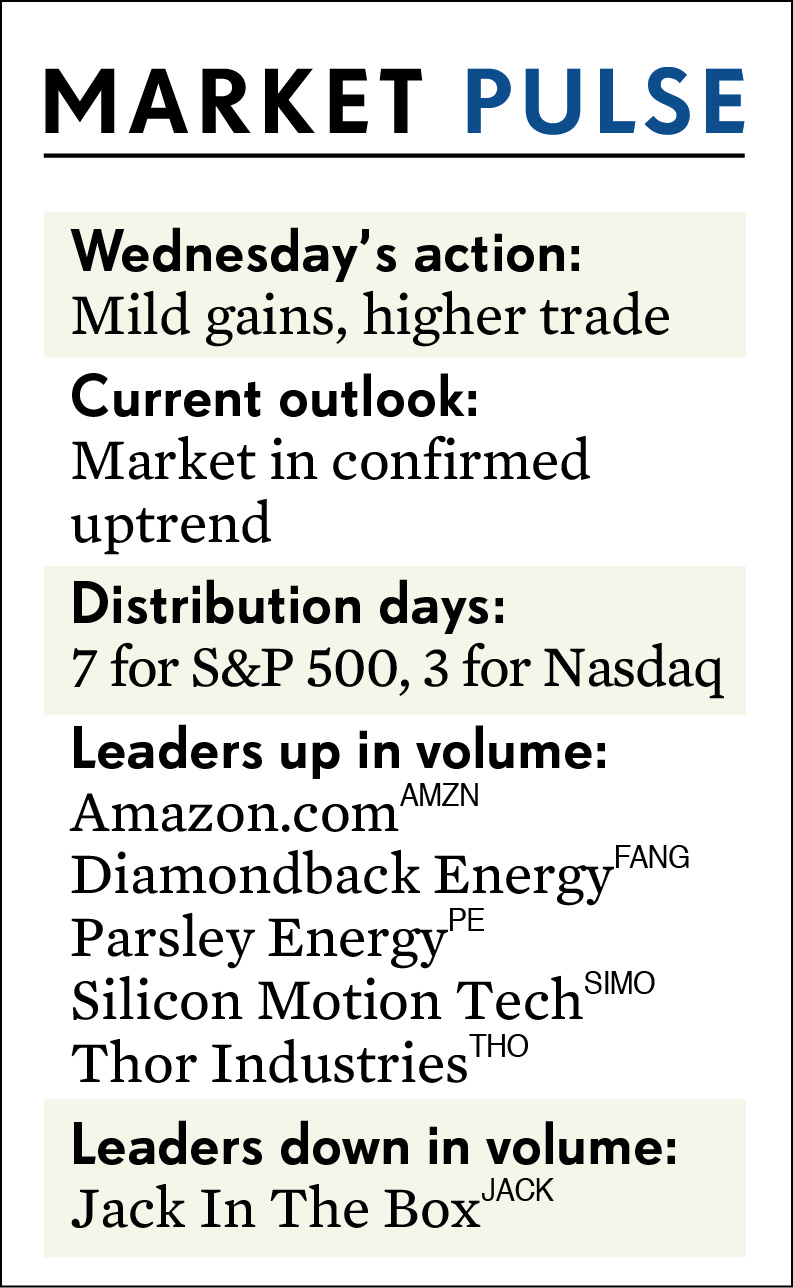 MARKET PULSE
Wednesday’s action:
Mild gains, higher trade
Current outlook:
Market in confirmed
uptrend
Distribution days:
7 for S&P 500, 3 for Nasdaq
Leaders up in volume:
Amazon.com AMZN
Diamondback Energy FANG
Parsley Energy PE
Silicon Motion Tech SIMO
Thor Industries THO
Leaders down in volume:
Jack In The Box JACK